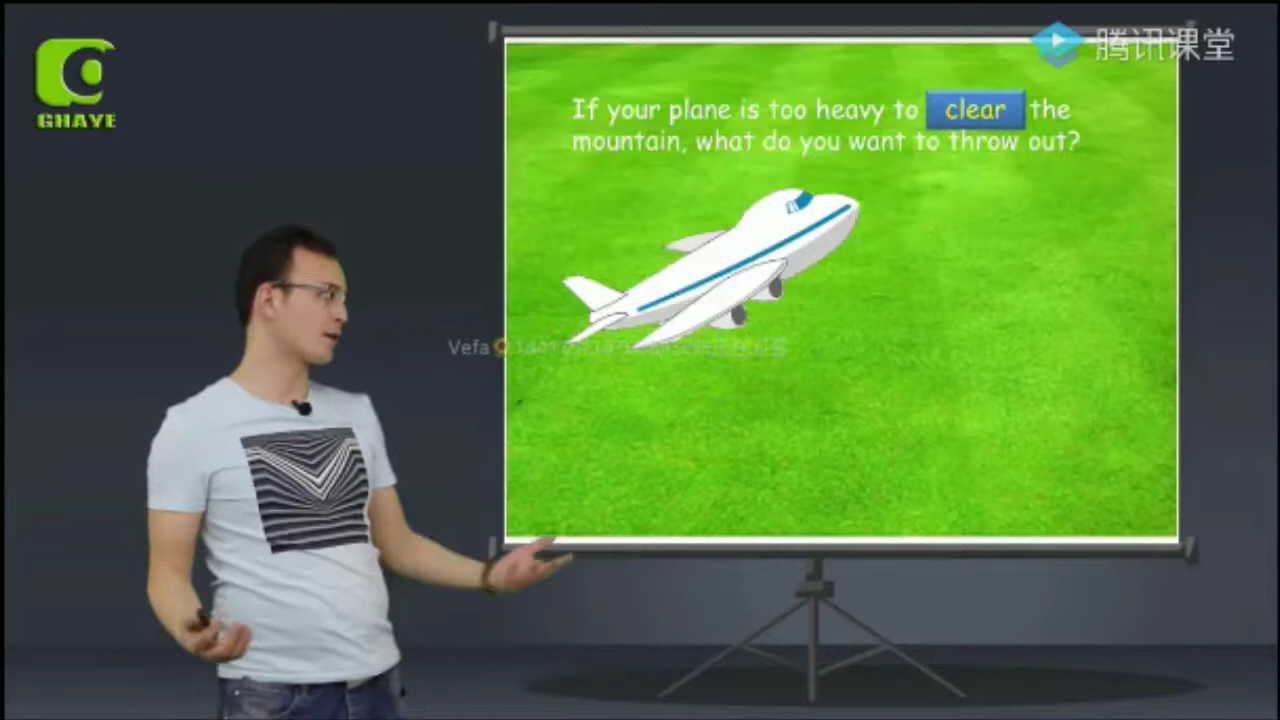 GHAYE
腾讯课堂
If your plane is too heavy to clear the
mountain, what do you want to throw out?
Vefa